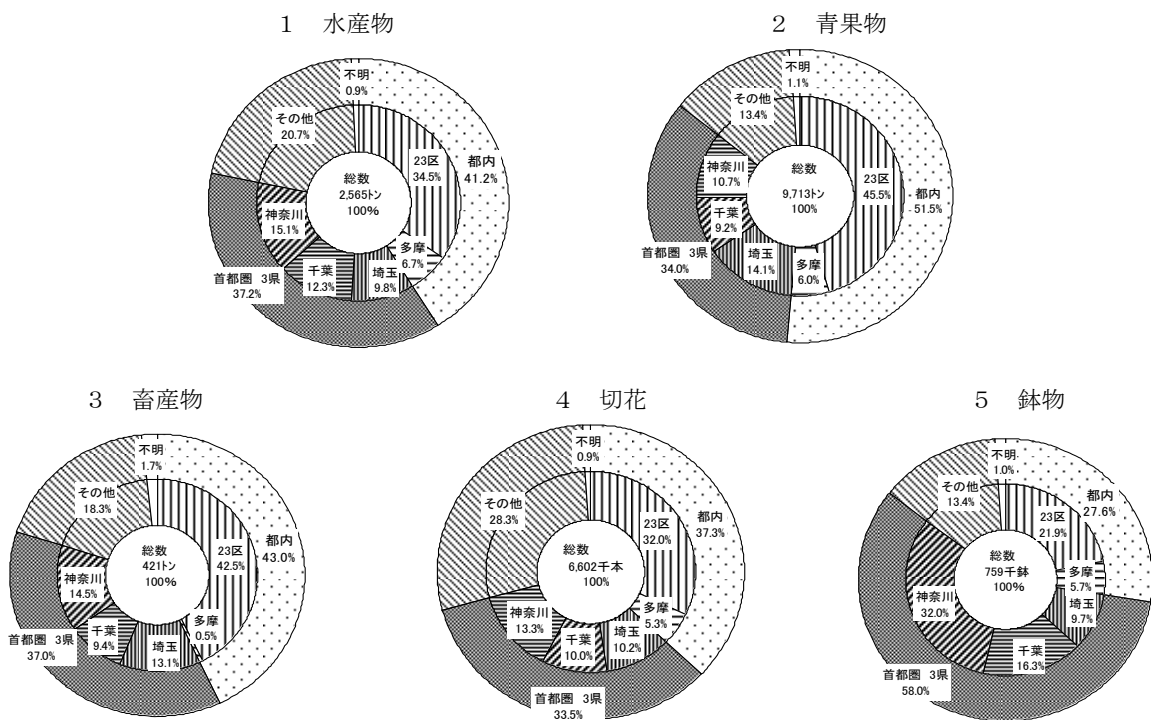 1 水産物
不明
0.9%
その他
20.7%
23区
34.5%
都内
41.2%
総数
2,565トン
100%
神奈川
15.1%
多摩
6.7%
首都圏 3県
37.2%
千葉
12.3%
埼玉
9.8%
2 青果物
不明
1.1%
その他
13.4%
神奈川
10.7%
総数
9,713トン
100%
23区
45.5%
都内
51.5%
千葉
9.2%
首都圏 3県
34.0%
埼玉
14.1%
多摩
6.0%
3 畜産物
不明
1.7%
その他
18.3%
総数
421トン
100%
23区
42.5%
都内
43.0%
神奈川
14.5%
首都圏 3県
37.0%
千葉
9.4%
多摩
0.5%
埼玉
13.1%
4 切花
不明
0.9%
その他
28.3%
23区
32.0%
都内
37.3%
総数
6,602千本
100%
神奈川
13.3%
多摩
5.3%
千葉
10.0%
埼玉
10.2%
首都圏 3県
33.5%
5 鉢物
不明
1.0%
その他
13.4%
23区
21.9%
都内
27.6%
総数
759千鉢
100%
多摩
5.7%
神奈川
32.0%
埼玉
9.7%
千葉
16.3%
首都圏 3県
58.0%